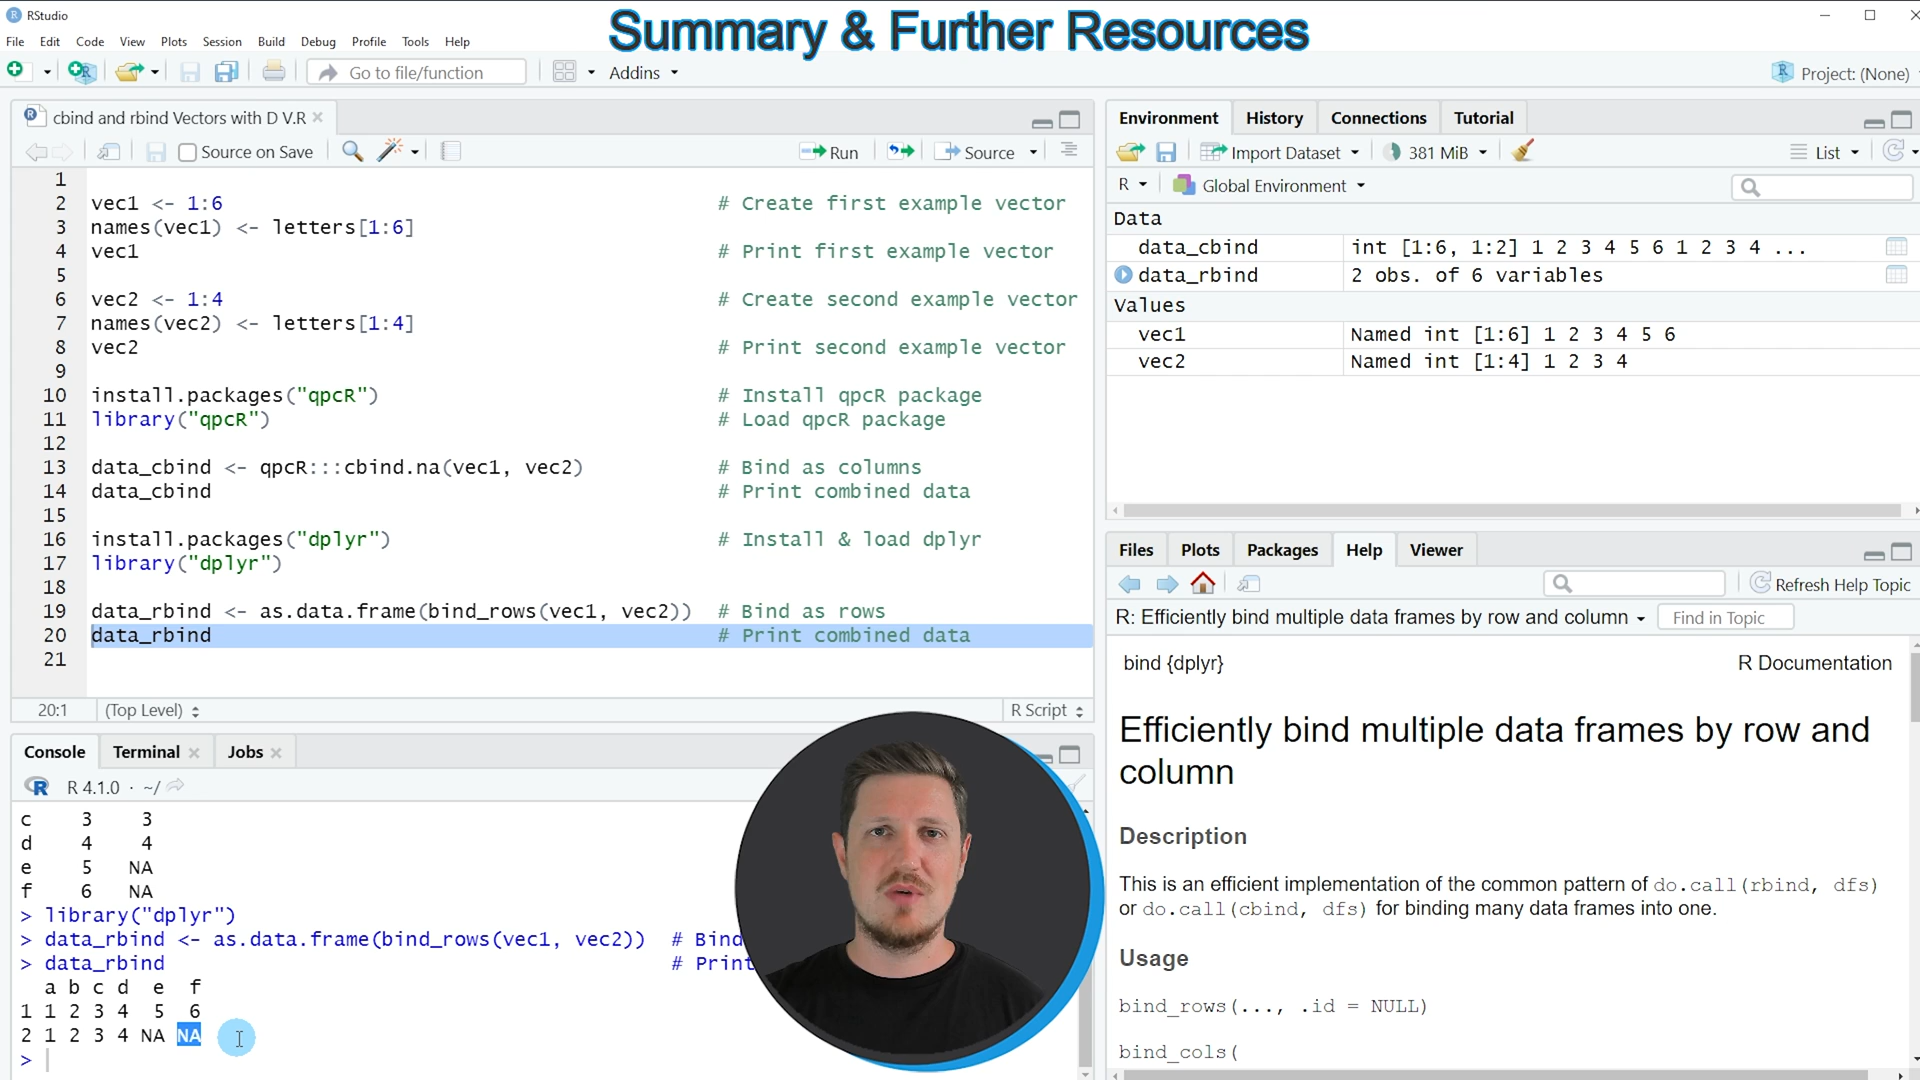 RStudio
Summary & Further Resources
File Edit Code View Plots Session Build Debug Profile Tools Help
Go to file/function Addins Project: (None)
cbind and rbind Vectors with D V.R
Source on Save Run Source
1
2 vec1 <- 1:6 # Create first example vector
3 names(vec1) <- letters[1:6]
4 vec1 # Print first example vector
5
6 vec2 <- 1:4 # Create second example vector
7 names(vec2) <- letters[1:4]
8 vec2 # Print second example vector
9
10 install.packages("qpcR") # Install qpcR package
11 library("qpcR") # Load qpcR package
12
13 data_cbind <- qpcR:::cbind.na(vec1, vec2) # Bind as columns
14 data_cbind # Print combined data
15
16 install.packages("dplyr") # Install & load dplyr
17 library("dplyr")
18
19 data_rbind <- as.data.frame(bind_rows(vec1, vec2)) # Bind as rows
20 data_rbind # Print combined data
21
20:1 (Top Level) R Script
Console Terminal Jobs
R 4.1.0 · ~/
c 3 3
d 4 4
e 5 NA
f 6 NA
> library("dplyr")
> data_rbind <- as.data.frame(bind_rows(vec1, vec2)) # Bind
> data_rbind # Print
a b c d e f
1 1 2 3 4 5 6
2 1 2 3 4 NA NA
>
Environment History Connections Tutorial
Import Dataset 381 MiB List
R Global Environment
Data
data_cbind int [1:6, 1:2] 1 2 3 4 5 6 1 2 3 4 ...
data_rbind 2 obs. of 6 variables
Values
vec1 Named int [1:6] 1 2 3 4 5 6
vec2 Named int [1:4] 1 2 3 4
Files Plots Packages Help Viewer
Refresh Help Topic
R: Efficiently bind multiple data frames by row and column Find in Topic
bind {dplyr} R Documentation
Efficiently bind multiple data frames by row and
column
Description
This is an efficient implementation of the common pattern of do.call(rbind, dfs)
or do.call(cbind, dfs) for binding many data frames into one.
Usage
bind_rows(..., .id = NULL)
bind_cols(